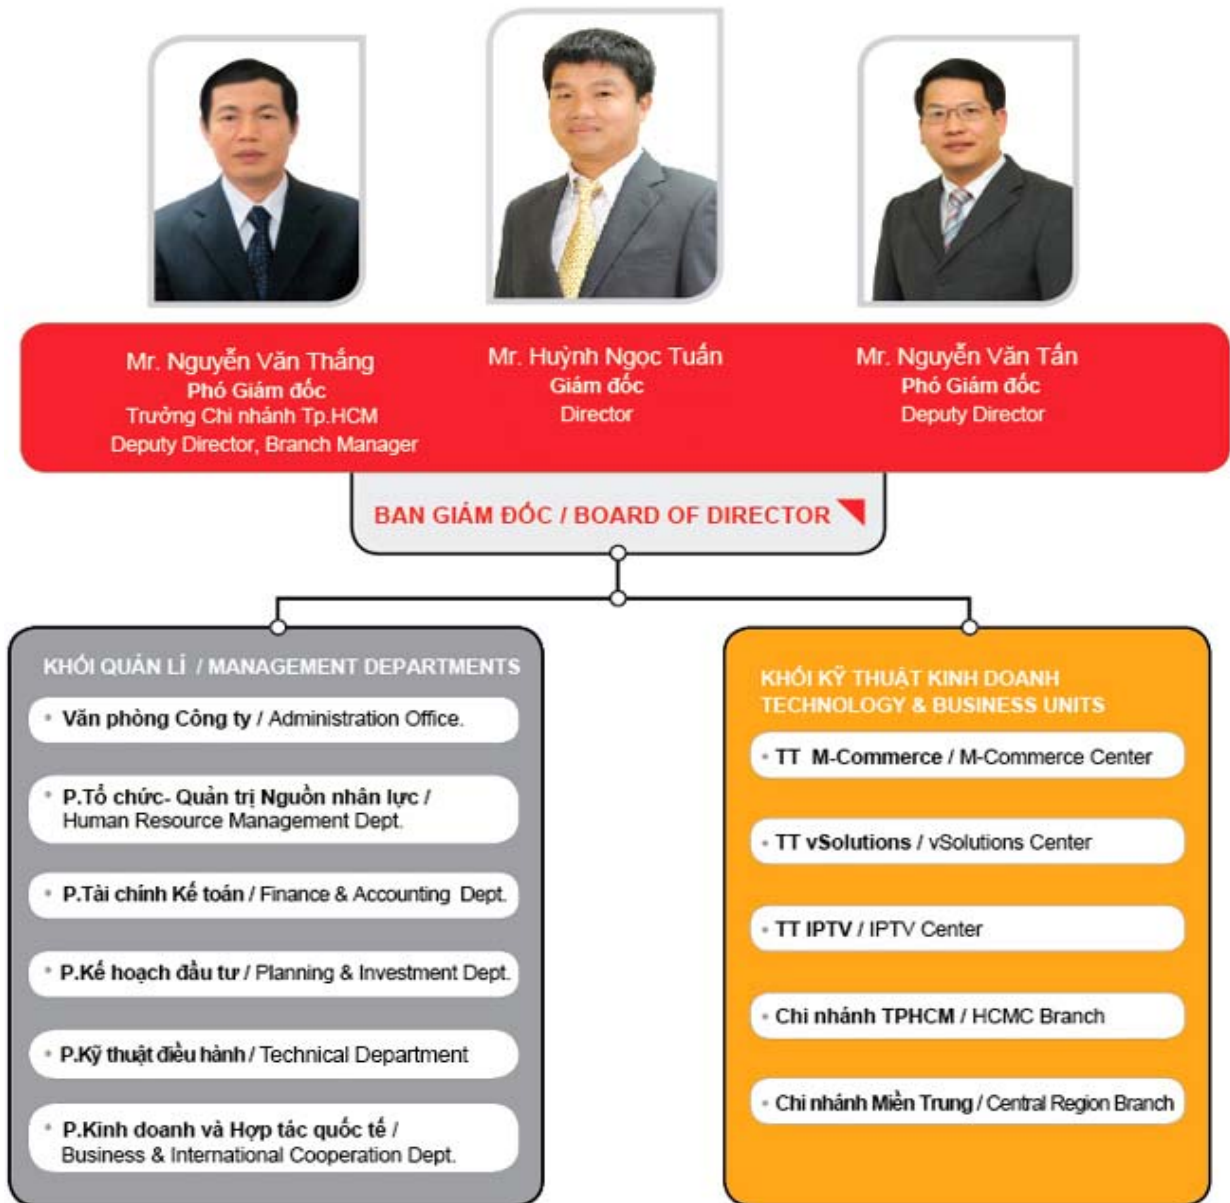 Mr. Nguyễn Văn Thắng
Phó Giám đốc
Trưởng Chi nhánh Tp.HCM
Deputy Director, Branch Manager
Mr. Huỳnh Ngọc Tuấn
Giám đốc
Director
Mr. Nguyễn Văn Tấn
Phó Giám đốc
Deputy Director
BAN GIÁM ĐỐC / BOARD OF DIRECTOR
KHỐI QUẢN LÍ / MANAGEMENT DEPARTMENTS
• Văn phòng Công ty / Administration Office.
• P.Tổ chức- Quản trị Nguồn nhân lực /
Human Resource Management Dept.
• P.Tài chính Kế toán / Finance & Accounting Dept.
• P.Kế hoạch đầu tư / Planning & Investment Dept.
• P.Kỹ thuật điều hành / Technical Department
• P.Kinh doanh và Hợp tác quốc tế /
Business & International Cooperation Dept.
KHỐI KỸ THUẬT KINH DOANH
TECHNOLOGY & BUSINESS UNITS
• TT M-Commerce / M-Commerce Center
• TT vSolutions / vSolutions Center
• TT IPTV / IPTV Center
• Chi nhánh TPHCM / HCMC Branch
• Chi nhánh Miền Trung / Central Region Branch